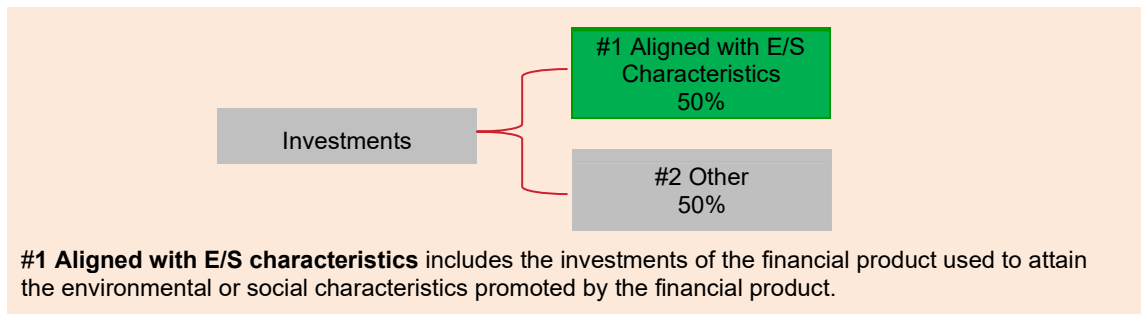 #1 Aligned with E/S
Characteristics
50%
Investments
#2 Other
50%
#1 Aligned with E/S characteristics includes the investments of the financial product used to attain
the environmental or social characteristics promoted by the financial product.